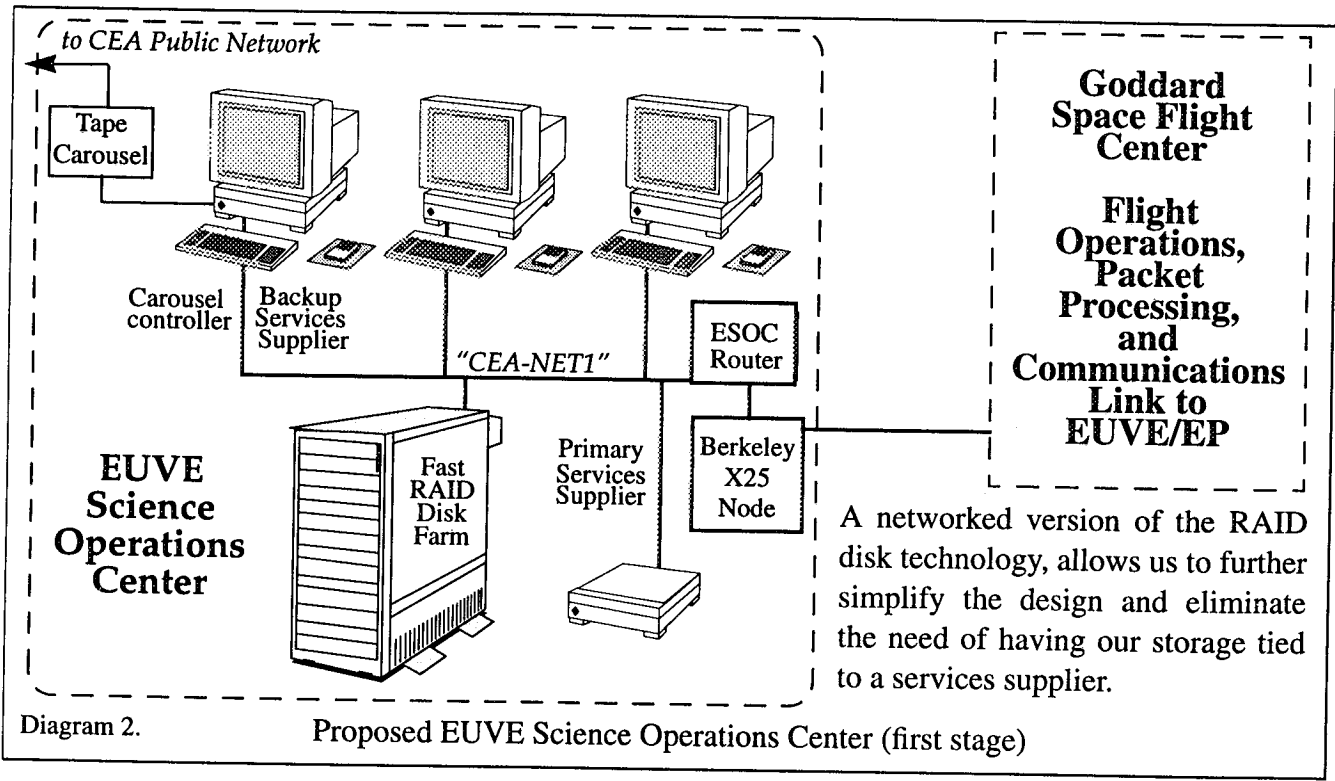 to CEA Public Network
Tape
Carousel
Carousel
controller
Backup
Services
Supplier
"CEA-NET1"
ESOC
Router
Berkeley
X25
Node
Primary
Services
Supplier
Fast
RAID
Disk
Farm
EUVE
Science
Operations
Center
Goddard
Space Flight
Center
Flight
Operations,
Packet
Processing,
and
Communications
Link to
EUVE/EP
A networked version of the RAID
disk technology, allows us to further
simplify the design and eliminate
the need of having our storage tied
to a services supplier.
Diagram 2.
Proposed EUVE Science Operations Center (first stage)